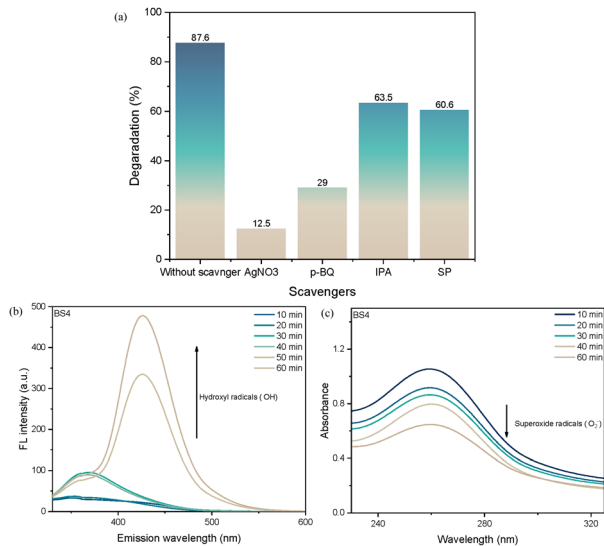 (a)
100
80
60
40
20
0
Degaradation (%)
87.6
12.5
29
63.5
60.6
Without scavnger AgNO3 p-BQ IPA SP
Scavengers
(b)
BS4
500
400
300
200
100
0
FL intensity (a.u.)
10 min
20 min
30 min
40 min
50 min
60 min
Hydroxyl radicals (˙OH)
400 500 600
Emission wavelength (nm)
(c)
BS4
1.2
0.8
0.4
0.0
Absorbance
10 min
20 min
30 min
40 min
60 min
Superoxide radicals (O₂˙⁻)
240 280 320
Wavelength (nm)